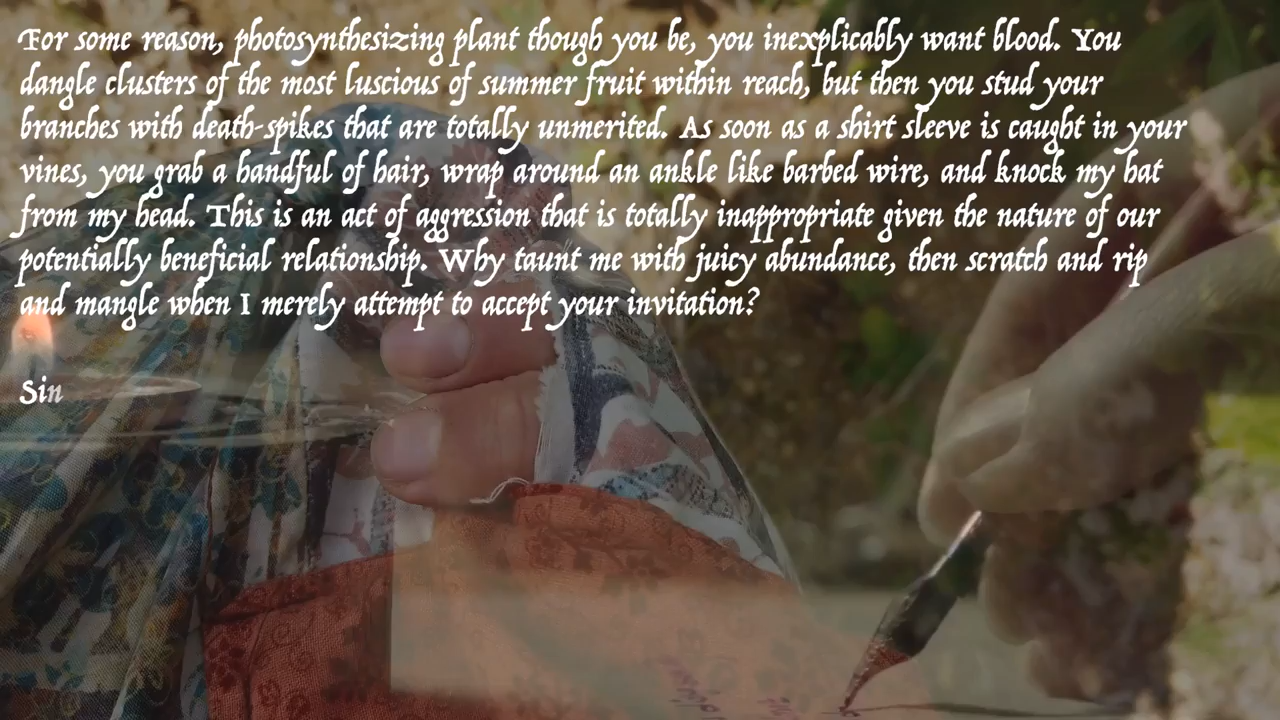 For some reason, photosynthesizing plant though you be, you inexplicably want blood. You
dangle clusters of the most luscious of summer fruit within reach, but then you stud your
branches with death-spikes that are totally unmerited. As soon as a shirt sleeve is caught in your
vines, you grab a handful of hair, wrap around an ankle like barbed wire, and knock my hat
from my head. This is an act of aggression that is totally inappropriate given the nature of our
potentially beneficial relationship. Why taunt me with juicy abundance, then scratch and rip
and mangle when I merely attempt to accept your invitation?
Sin